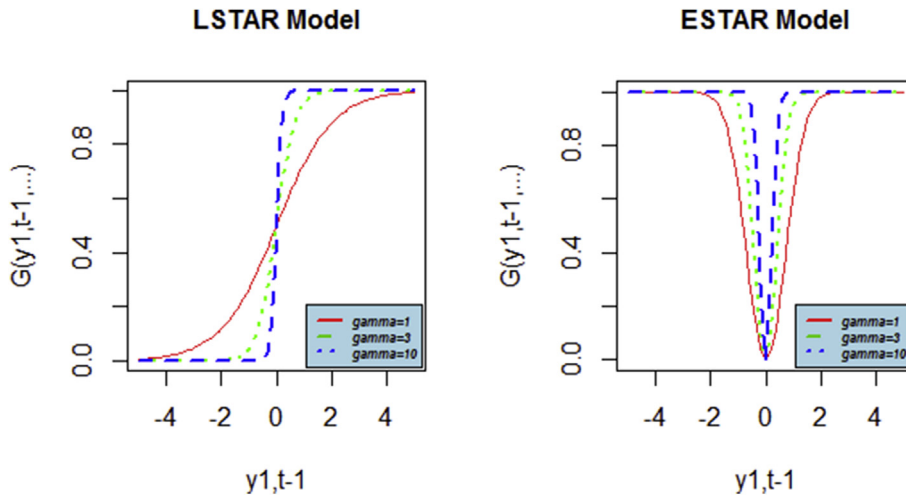 LSTAR Model
G(y1,t-1,...)
0.8
0.4
0.0
gamma=1
gamma=3
gamma=10
-4 -2 0 2 4
y1,t-1
ESTAR Model
G(y1,t-1,...)
0.8
0.4
0.0
gamma=1
gamma=3
gamma=10
-4 -2 0 2 4
y1,t-1